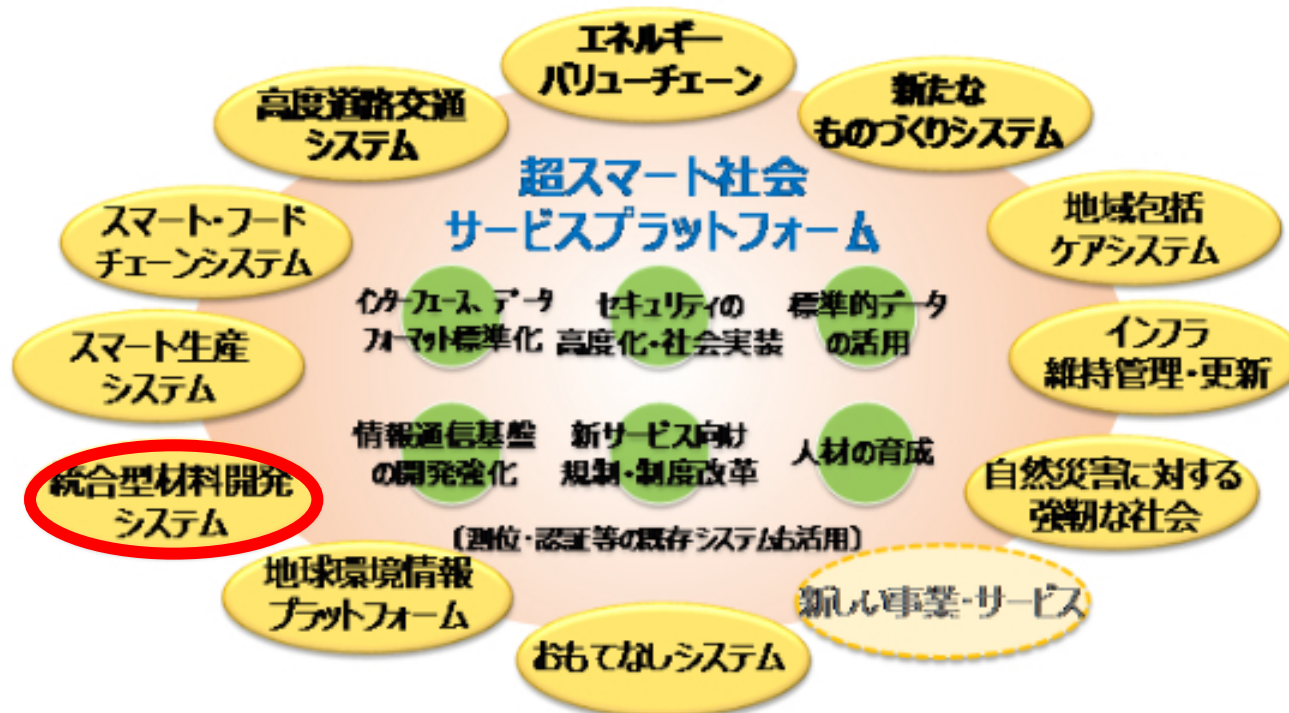 エネルギー
バリューチェーン
高度道路交通
システム
新たな
ものづくりシステム
超スマート社会
サービスプラットフォーム
スマート・フード
チェーンシステム
地域包括
ケアシステム
インターフェース、データ
フォーマット標準化
セキュリティの
高度化・社会実装
標準的データ
の活用
スマート生産
システム
インフラ
維持管理・更新
情報通信基盤
の開発強化
新サービス向け
規制・制度改革
人材の育成
統合型材料開発
システム
自然災害に対する
強靭な社会
〔測位・認証等の既存システムも活用〕
地球環境情報
プラットフォーム
新しい事業・サービス
おもてなしシステム